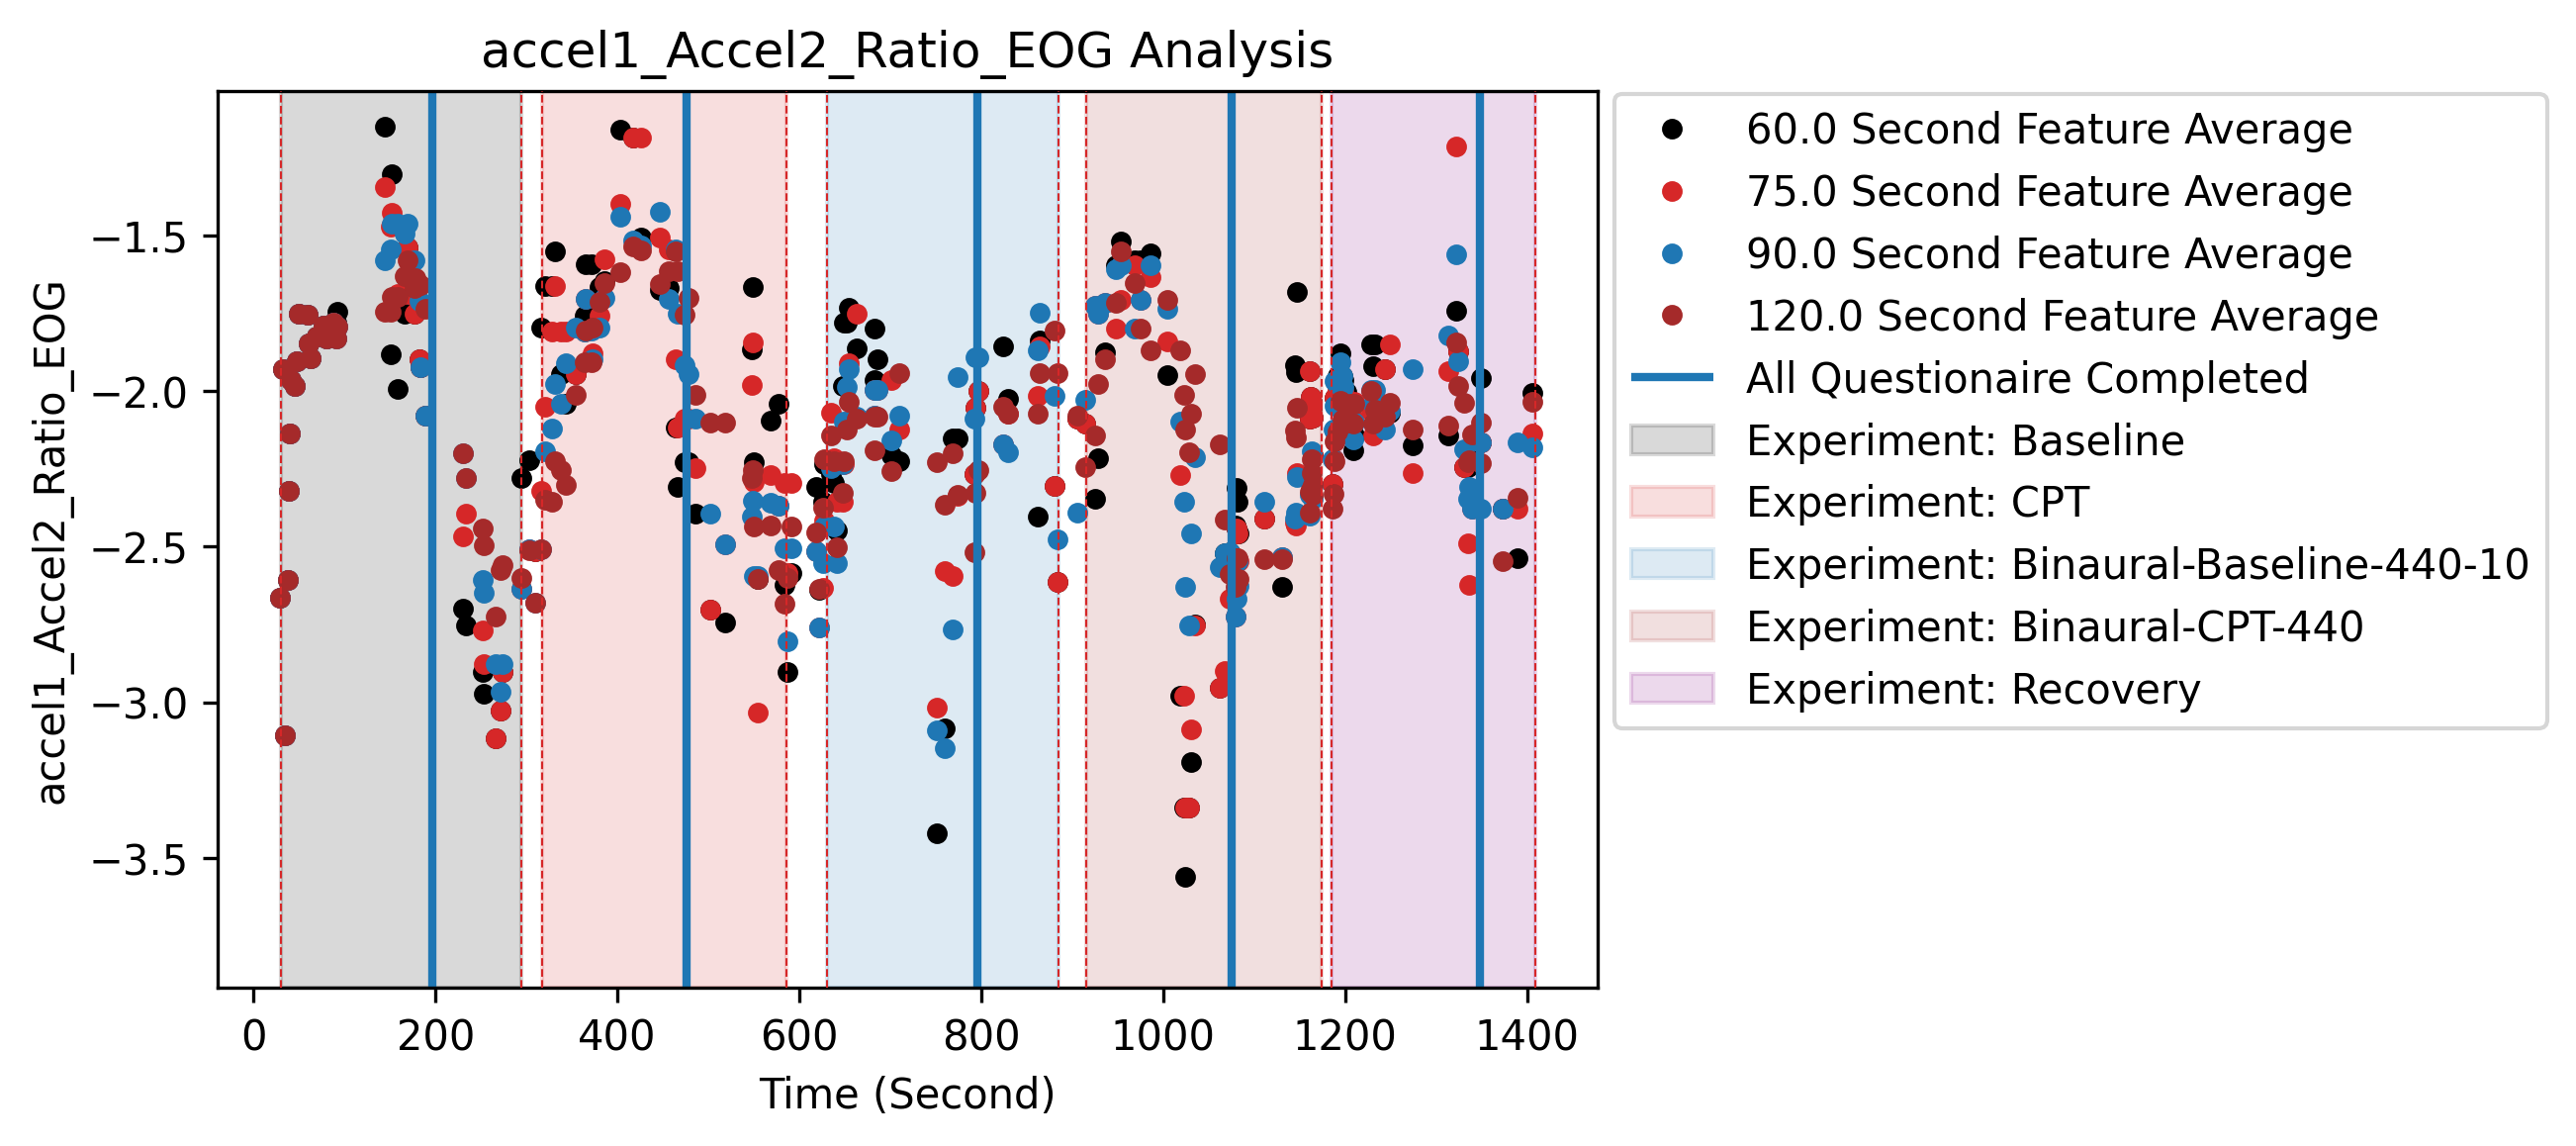 accel1_Accel2_Ratio_EOG Analysis
accel1_Accel2_Ratio_EOG
−1.5
−2.0
−2.5
−3.0
−3.5
0 200 400 600 800 1000 1200 1400
Time (Second)
60.0 Second Feature Average
75.0 Second Feature Average
90.0 Second Feature Average
120.0 Second Feature Average
All Questionaire Completed
Experiment: Baseline
Experiment: CPT
Experiment: Binaural-Baseline-440-10
Experiment: Binaural-CPT-440
Experiment: Recovery